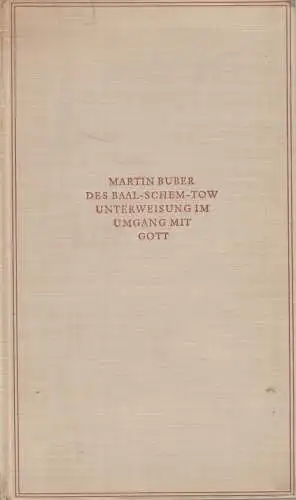 MARTIN BUBER
DES BAAL-SCHEM-TOW
UNTERWEISUNG IM
UMGANG MIT
GOTT